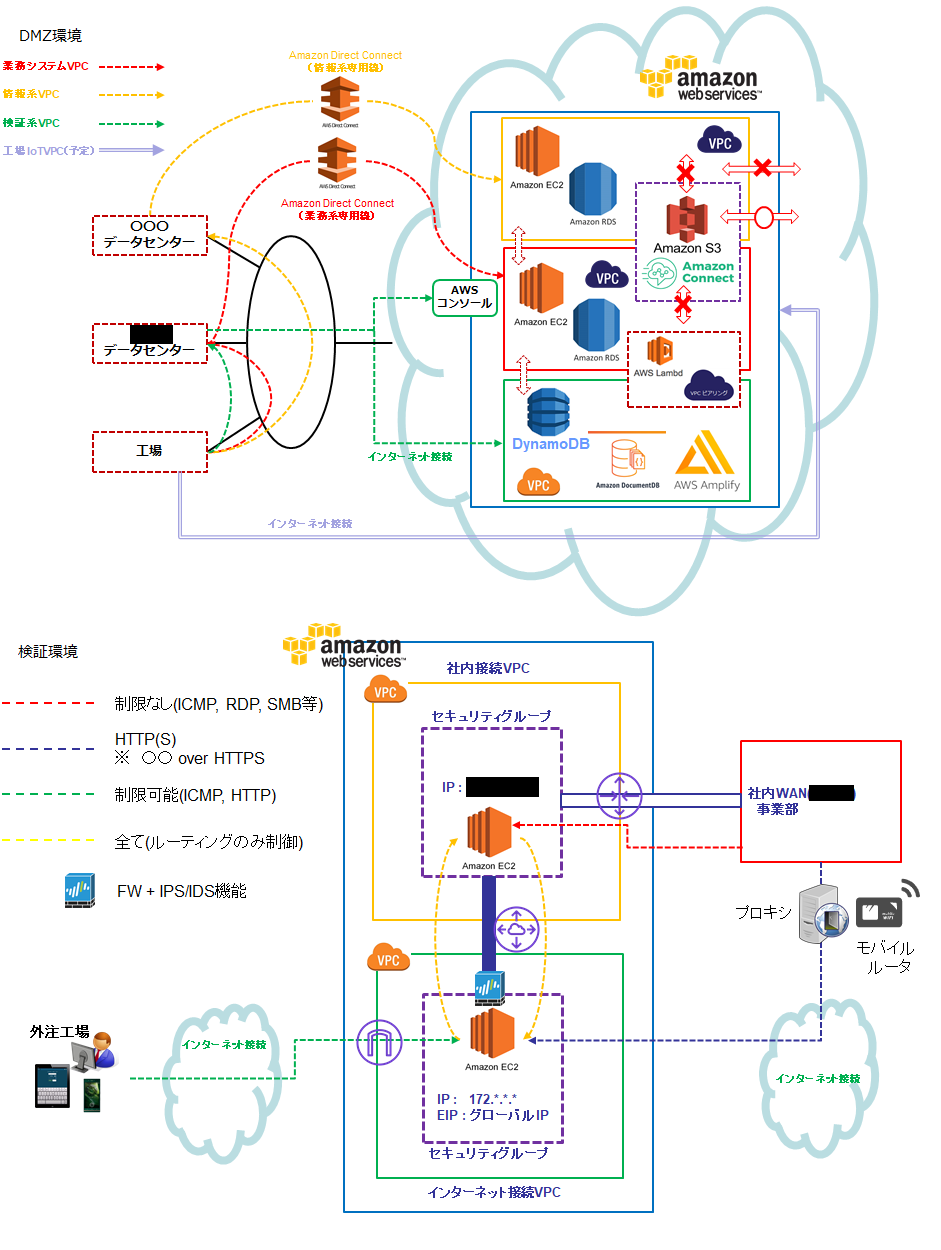 DMZ環境
業務システムVPC
情報系VPC
検証系VPC
工場IoTVPC(予定)
Amazon Direct Connect
(情報系専用線)
AWS Direct Connect
AWS Direct Connect
Amazon Direct Connect
(業務系専用線)
〇〇〇
データセンター
データセンター
工場
AWS
コンソール
インターネット接続
インターネット接続
amazon
webservices™
VPC
Amazon EC2
Amazon RDS
Amazon S3
Amazon
Connect
VPC
Amazon EC2
Amazon RDS
AWS Lambd
VPC ピアリング
DynamoDB
VPC
Amazon DocumentDB
AWS Amplify
検証環境
制限なし(ICMP, RDP, SMB等)
HTTP(S)
※ 〇〇 over HTTPS
制限可能(ICMP, HTTP)
全て(ルーティングのみ制御)
FW + IPS/IDS機能
amazon
webservices™
社内接続VPC
VPC
セキュリティグループ
IP :
Amazon EC2
社内WAN( )
事業部
プロキシ
モバイル
ルータ
VPC
外注工場
インターネット接続
Amazon EC2
IP : 172.*.*.*
EIP : グローバルIP
セキュリティグループ
インターネット接続VPC
インターネット接続